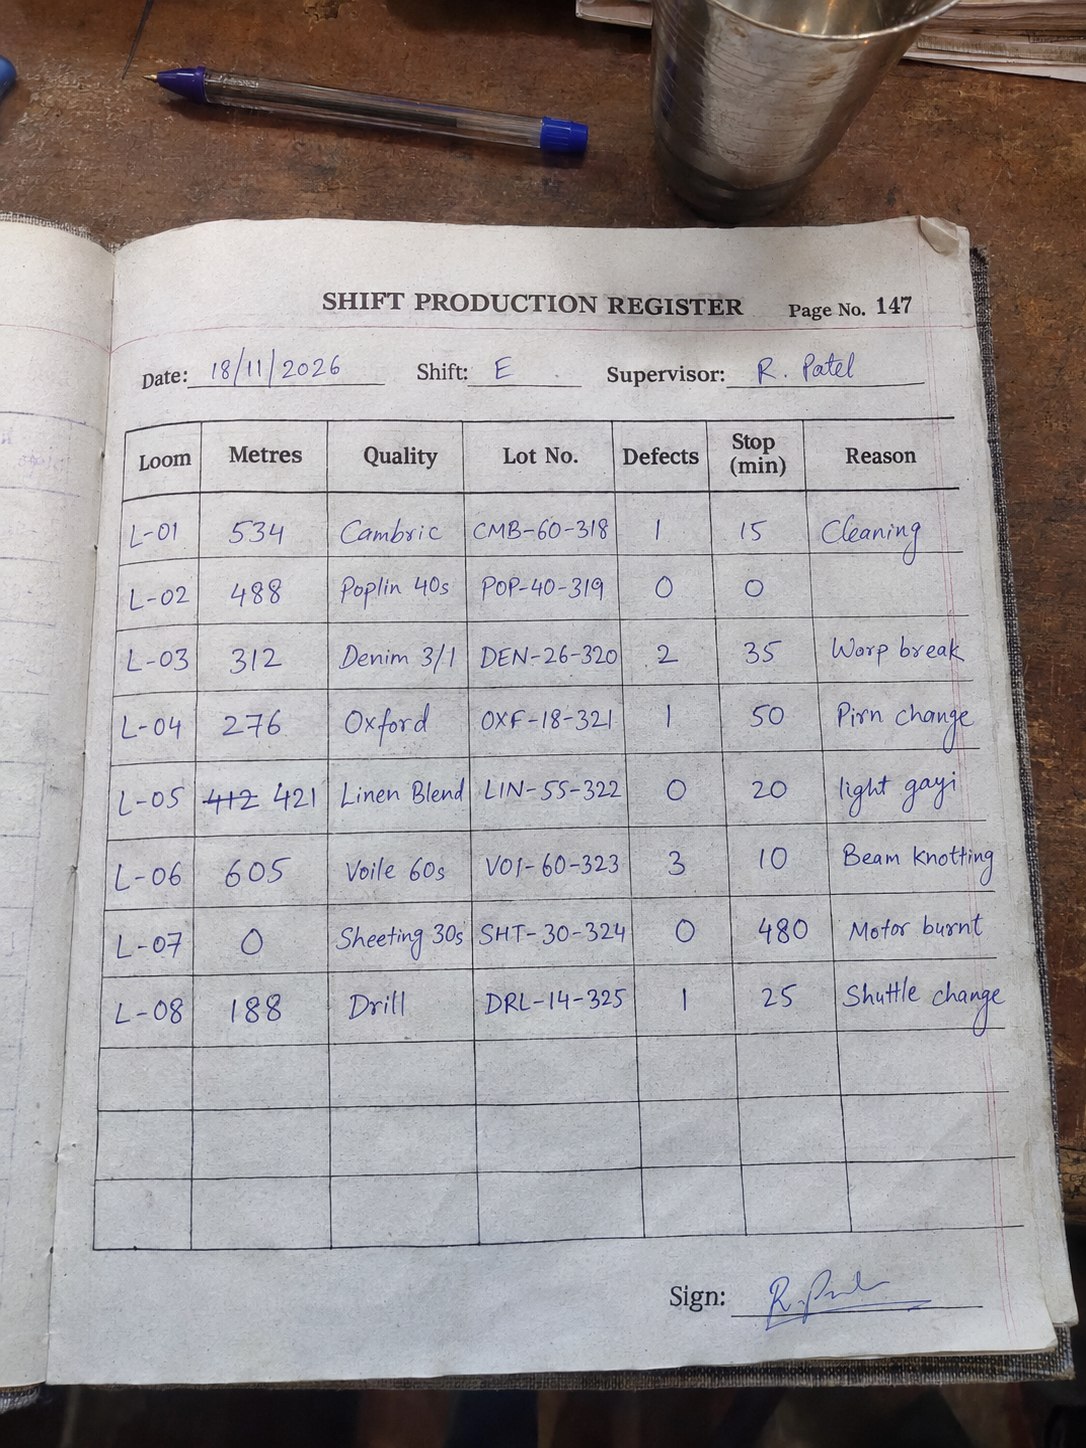 SHIFT PRODUCTION REGISTER Page No. 147
Date: 18/11/2026 Shift: E Supervisor: R. Patel
Loom Metres Quality Lot No. Defects Stop (min) Reason
L-01 534 Cambric CMB-60-318 1 15 Cleaning
L-02 488 Poplin 40s POP-40-319 0 0
L-03 312 Denim 3/1 DEN-26-320 2 35 Warp break
L-04 276 Oxford OXF-18-321 1 50 Pirn change
L-05 412 421 Linen Blend LIN-55-322 0 20 light gayi
L-06 605 Voile 60s VOI-60-323 3 10 Beam knotting
L-07 0 Sheeting 30s SHT-30-324 0 480 Motor burnt
L-08 188 Drill DRL-14-325 1 25 Shuttle change
Sign: